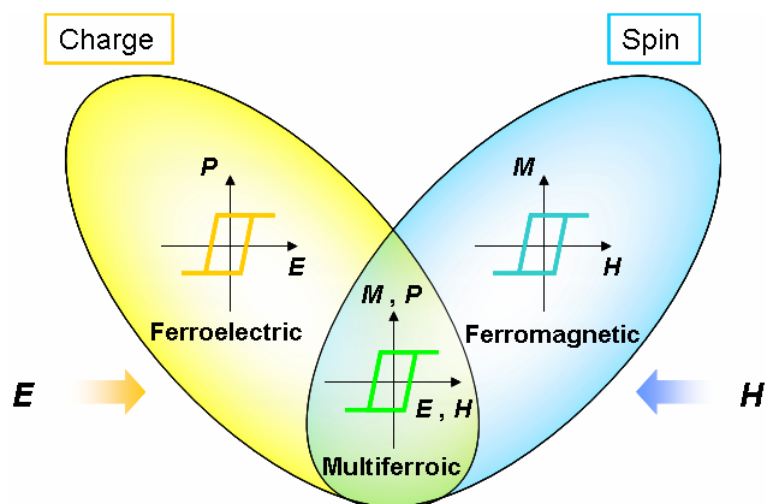 Charge
Spin
P
E
Ferroelectric
M
H
Ferromagnetic
M , P
E , H
Multiferroic
E
H